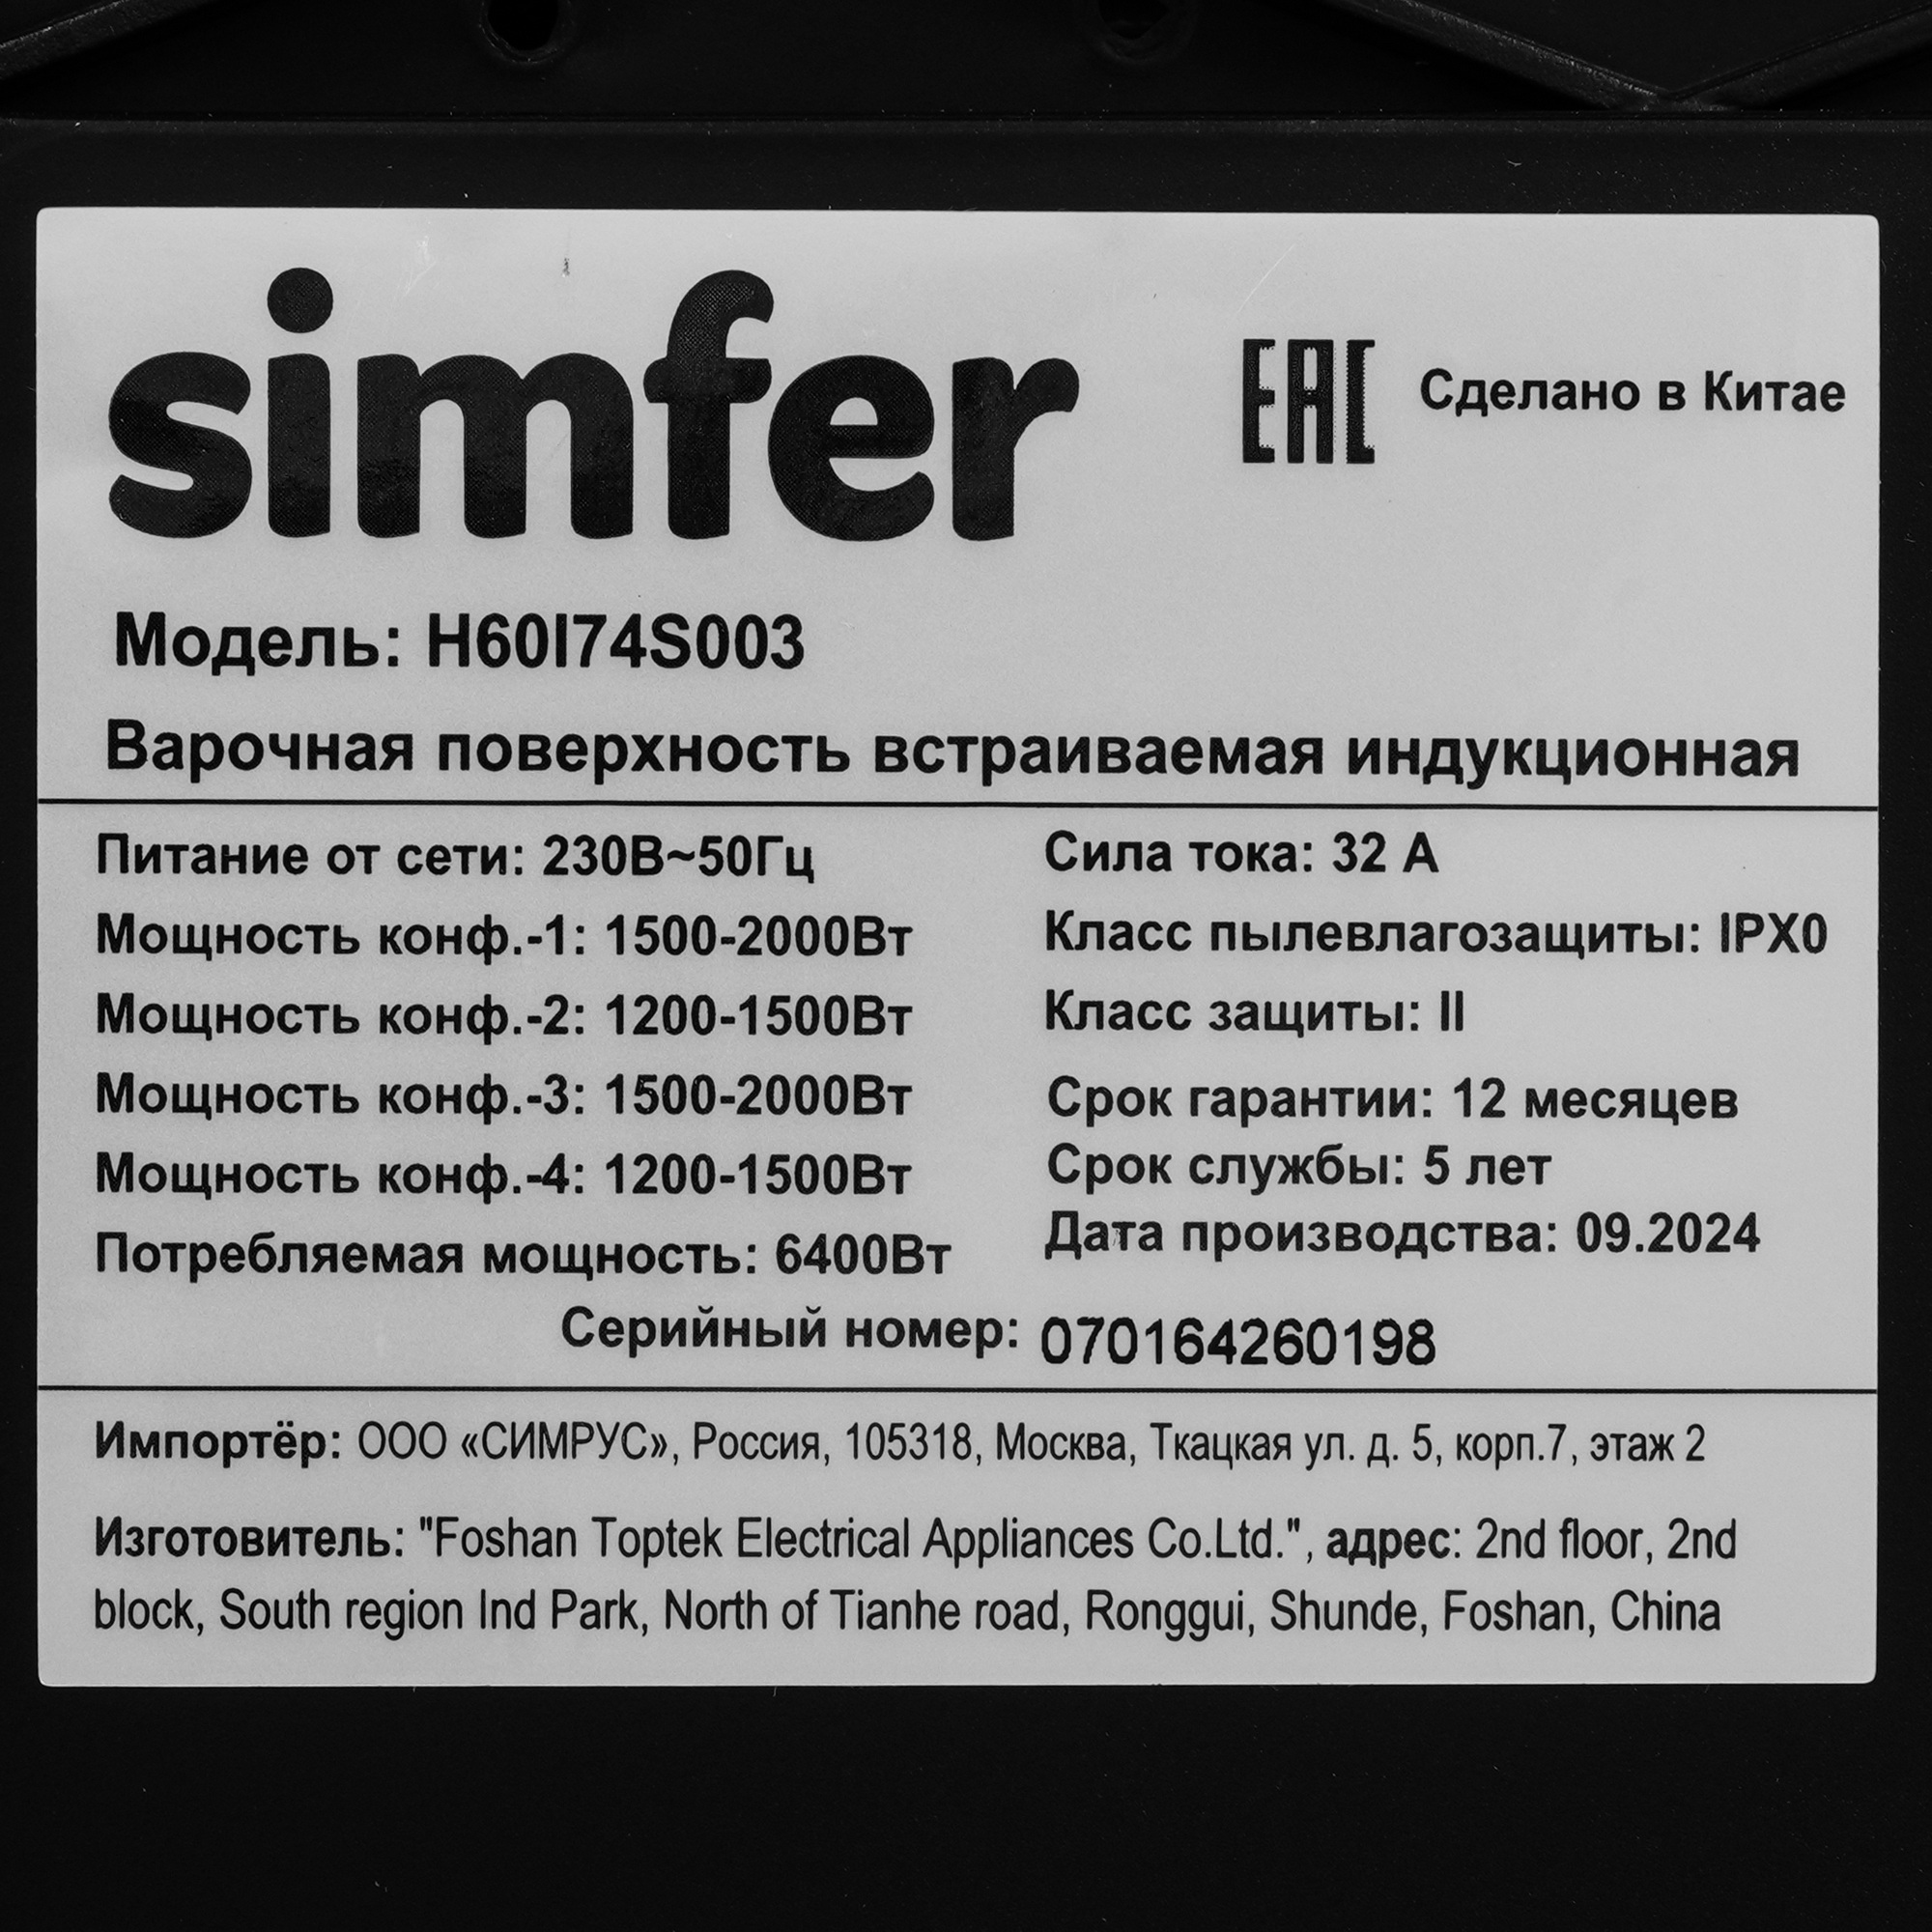 simfer
EAC Сделано в Китае
Модель: H60I74S003
Варочная поверхность встраиваемая индукционная
Питание от сети: 230В~50Гц
Мощность конф.-1: 1500-2000Вт
Мощность конф.-2: 1200-1500Вт
Мощность конф.-3: 1500-2000Вт
Мощность конф.-4: 1200-1500Вт
Потребляемая мощность: 6400Вт
Сила тока: 32 А
Класс пылевлагозащиты: IPX0
Класс защиты: II
Срок гарантии: 12 месяцев
Срок службы: 5 лет
Дата производства: 09.2024
Серийный номер: 070164260198
Импортёр: ООО «СИМРУС», Россия, 105318, Москва, Ткацкая ул. д. 5, корп.7, этаж 2
Изготовитель: "Foshan Toptek Electrical Appliances Co.Ltd.", адрес: 2nd floor, 2nd
block, South region Ind Park, North of Tianhe road, Ronggui, Shunde, Foshan, China